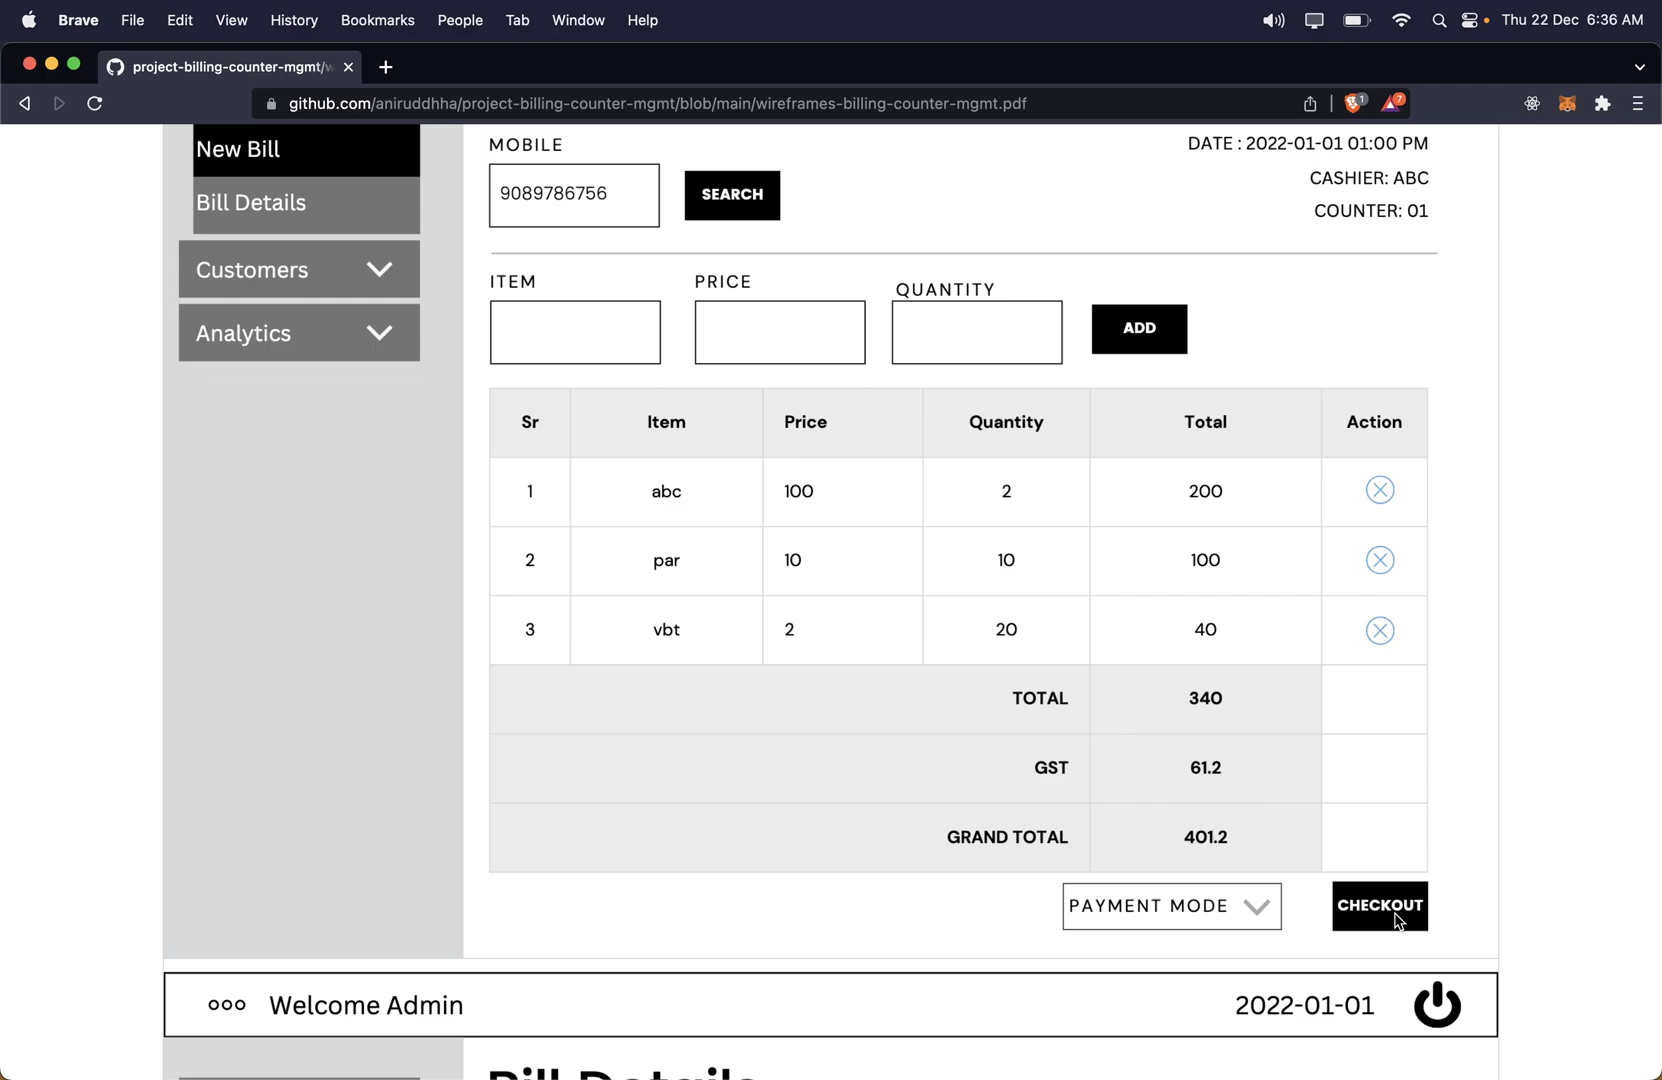 Brave File Edit View History Bookmarks People Tab Window Help Thu 22 Dec 6:36 AM
project-billing-counter-mgmt/w
github.com/aniruddhha/project-billing-counter-mgmt/blob/main/wireframes-billing-counter-mgmt.pdf 1 7
New Bill
Bill Details
Customers
Analytics
MOBILE
9089786756 SEARCH
DATE : 2022-01-01 01:00 PM
CASHIER: ABC
COUNTER: 01
ITEM PRICE QUANTITY
ADD
Sr Item Price Quantity Total Action
1 abc 100 2 200
2 par 10 10 100
3 vbt 2 20 40
TOTAL 340
GST 61.2
GRAND TOTAL 401.2
PAYMENT MODE CHECKOUT
Welcome Admin 2022-01-01
Bill Details